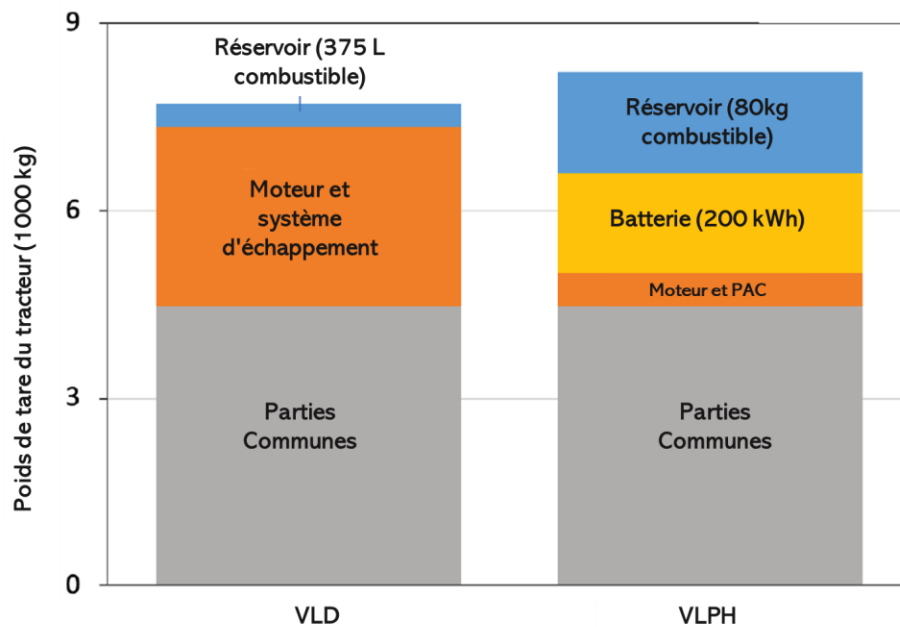 Poids de tare du tracteur (1000 kg)
9
6
3
0
Réservoir (375 L
combustible)
Moteur et
système
d'échappement
Parties
Communes
VLD
Réservoir (80kg
combustible)
Batterie (200 kWh)
Moteur et PAC
Parties
Communes
VLPH